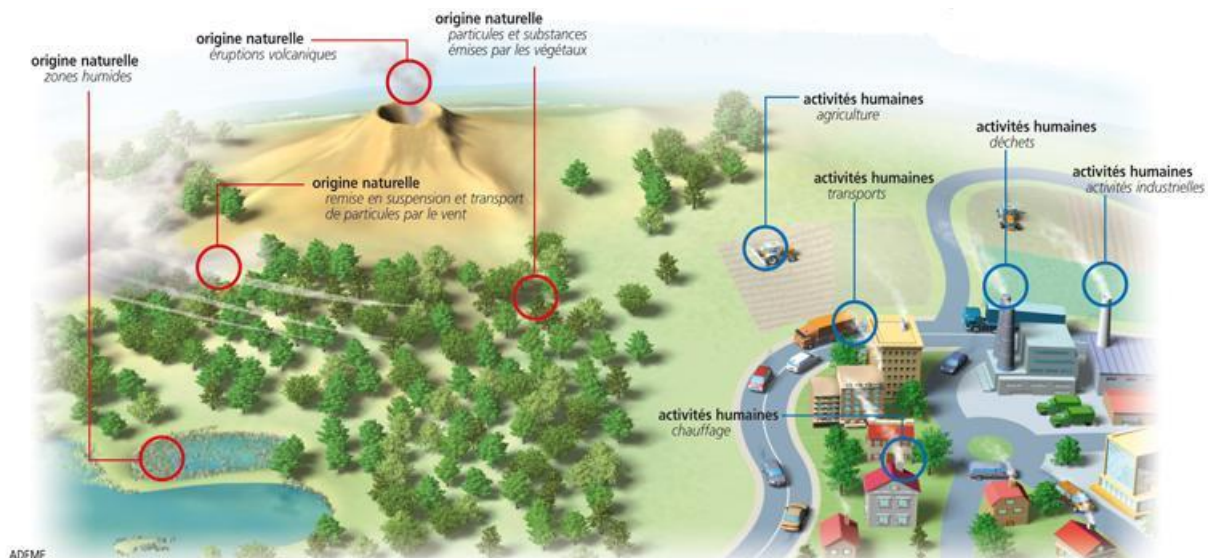 origine naturelle
zones humides
origine naturelle
éruptions volcaniques
origine naturelle
particules et substances
émises par les végétaux
origine naturelle
remise en suspension et transport
de particules par le vent
activités humaines
agriculture
activités humaines
transports
activités humaines
déchets
activités humaines
activités industrielles
activités humaines
chauffage
ADEME